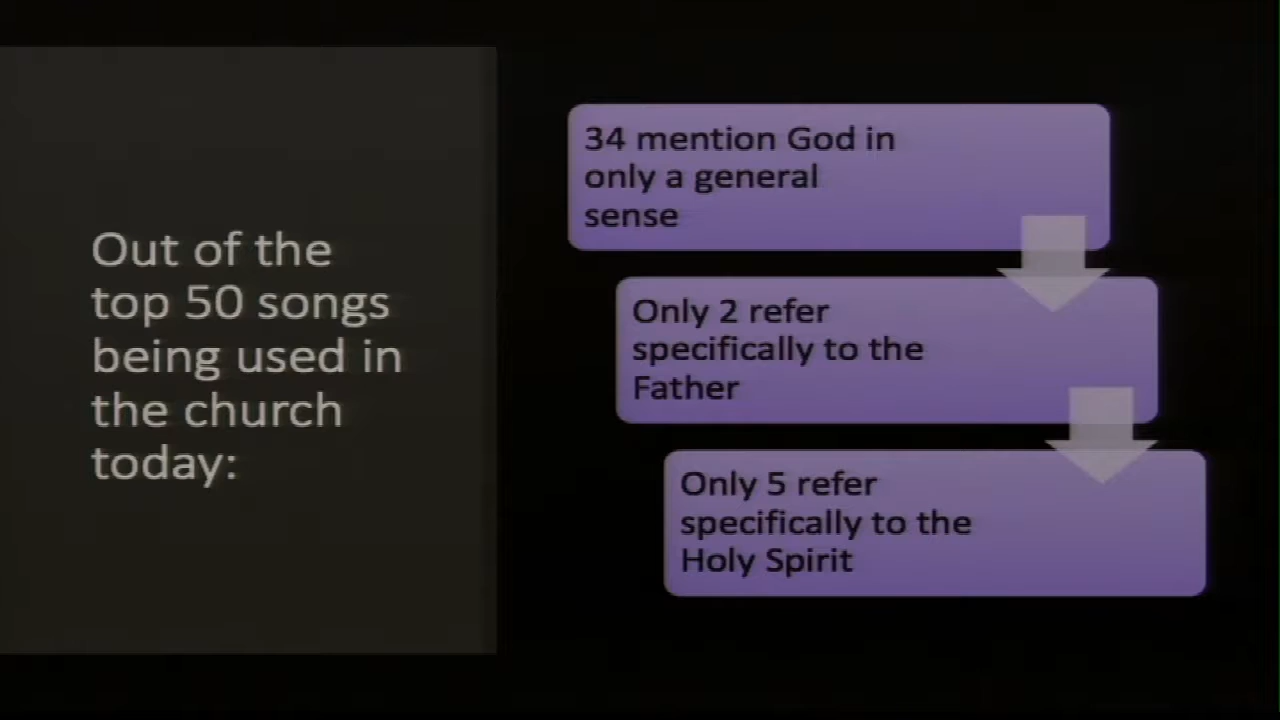 Out of the
top 50 songs
being used in
the church
today:
34 mention God in
only a general
sense
Only 2 refer
specifically to the
Father
Only 5 refer
specifically to the
Holy Spirit